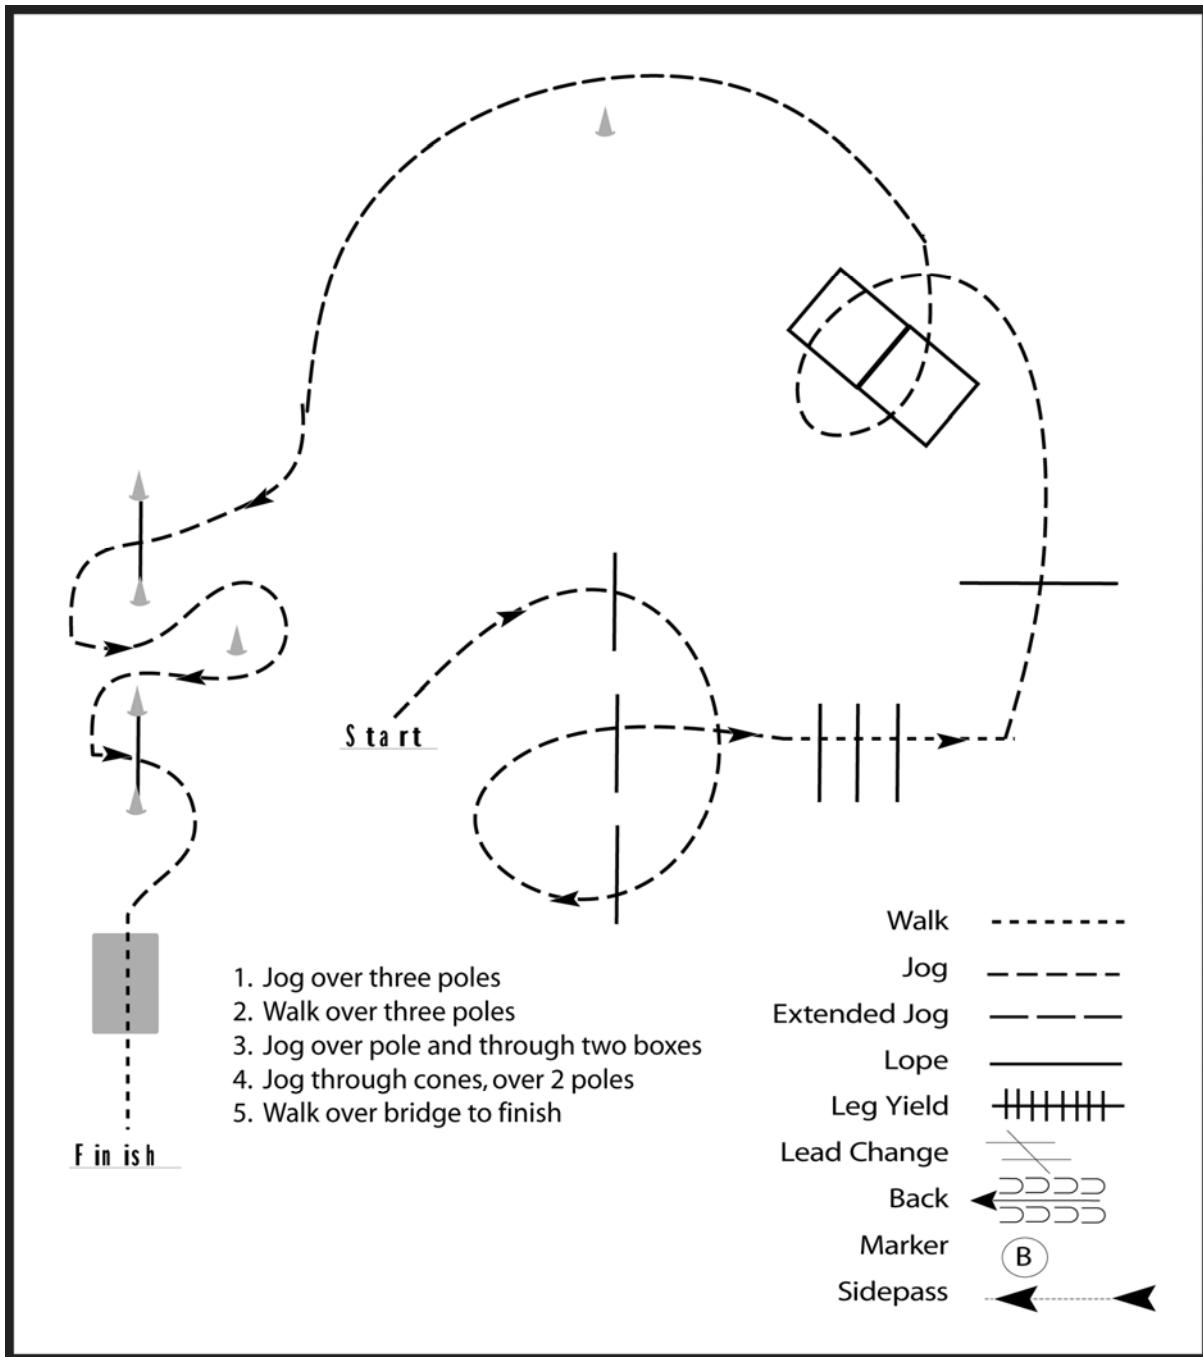 Start
Walk
Jog
Extended Jog
Lope
Leg Yield
Lead Change
Back
Marker
B
Sidepass
1. Jog over three poles
2. Walk over three poles
3. Jog over pole and through two boxes
4. Jog through cones, over 2 poles
5. Walk over bridge to finish
Finish